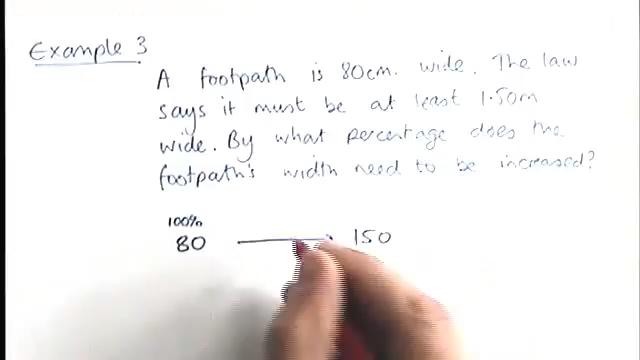 Example 3
A footpath is 80cm. wide. The law
says it must be at least 1.50m
wide. By what percentage does the
footpath's width need to be increased?
100%
80 150